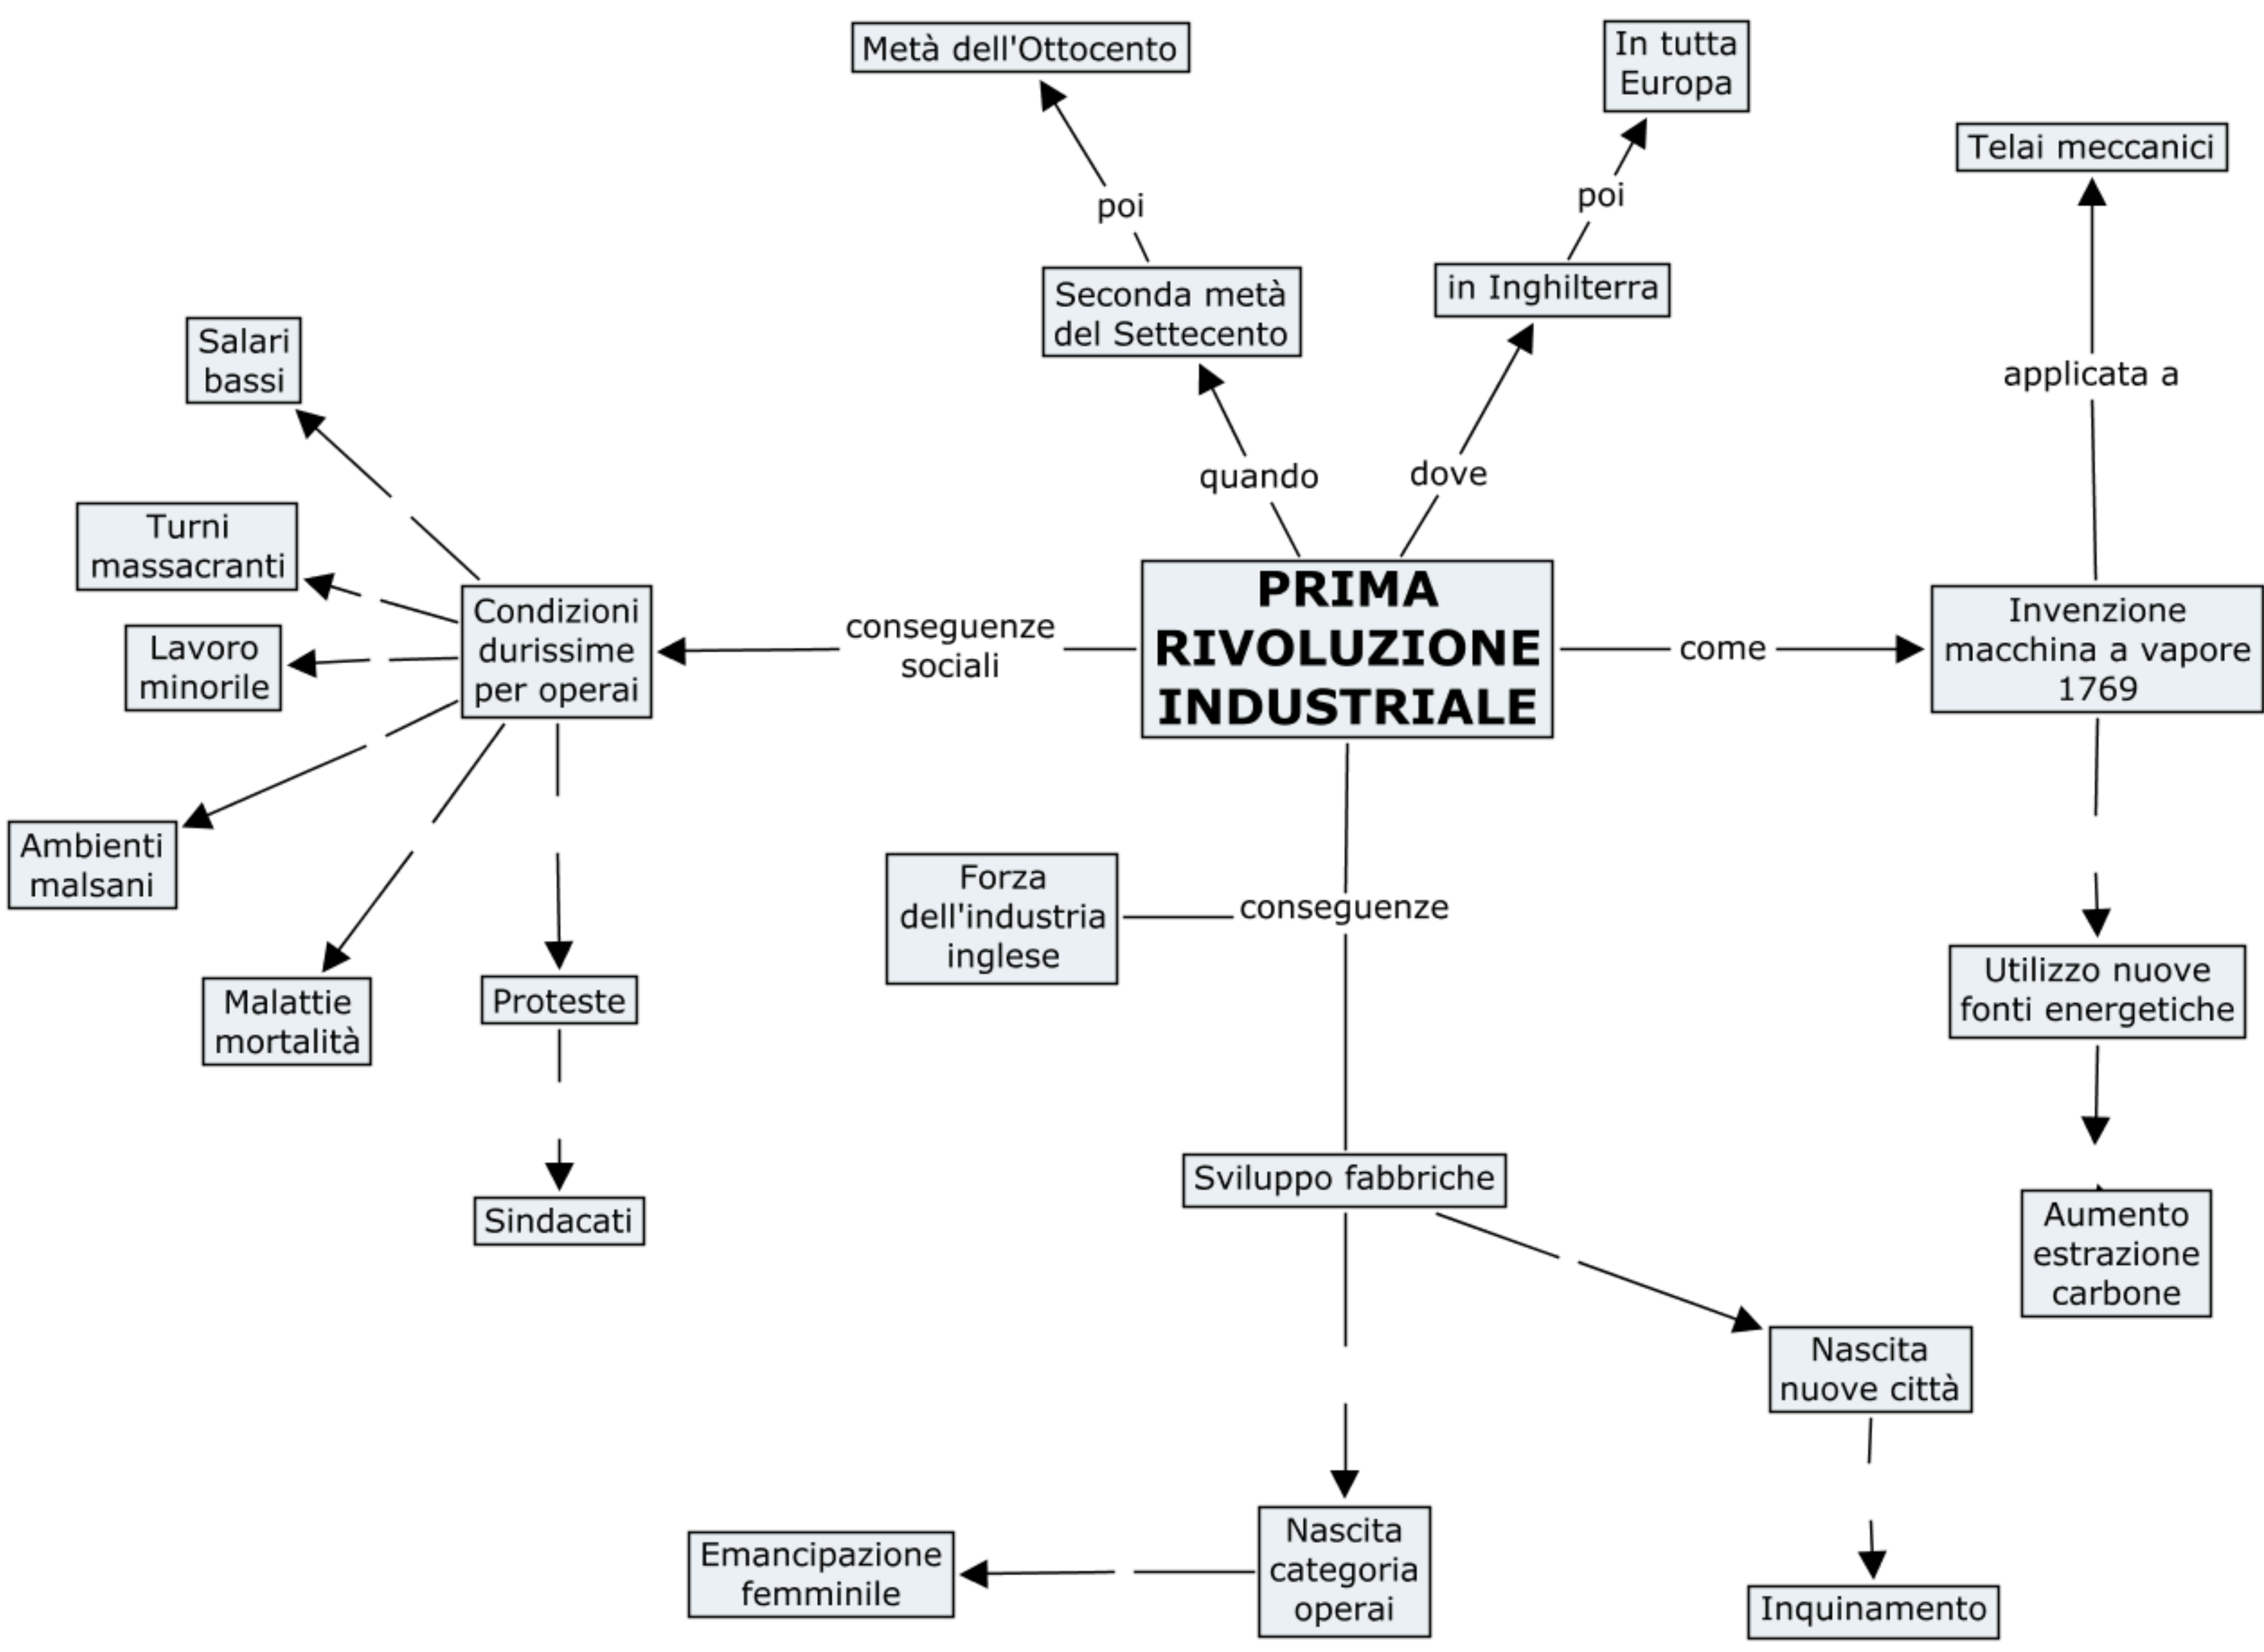 Metà dell'Ottocento
In tutta
Europa
Telai meccanici
poi
poi
Seconda metà
del Settecento
in Inghilterra
Salari
bassi
applicata a
quando
dove
Turni
massacranti
Condizioni
durissime
per operai
Lavoro
minorile
conseguenze
sociali
PRIMA
RIVOLUZIONE
INDUSTRIALE
come
Invenzione
macchina a vapore
1769
Ambienti
malsani
Forza
dell'industria
inglese
conseguenze
Malattie
mortalità
Proteste
Utilizzo nuove
fonti energetiche
Sindacati
Sviluppo fabbriche
Aumento
estrazione
carbone
Nascita
nuove città
Emancipazione
femminile
Nascita
categoria
operai
Inquinamento